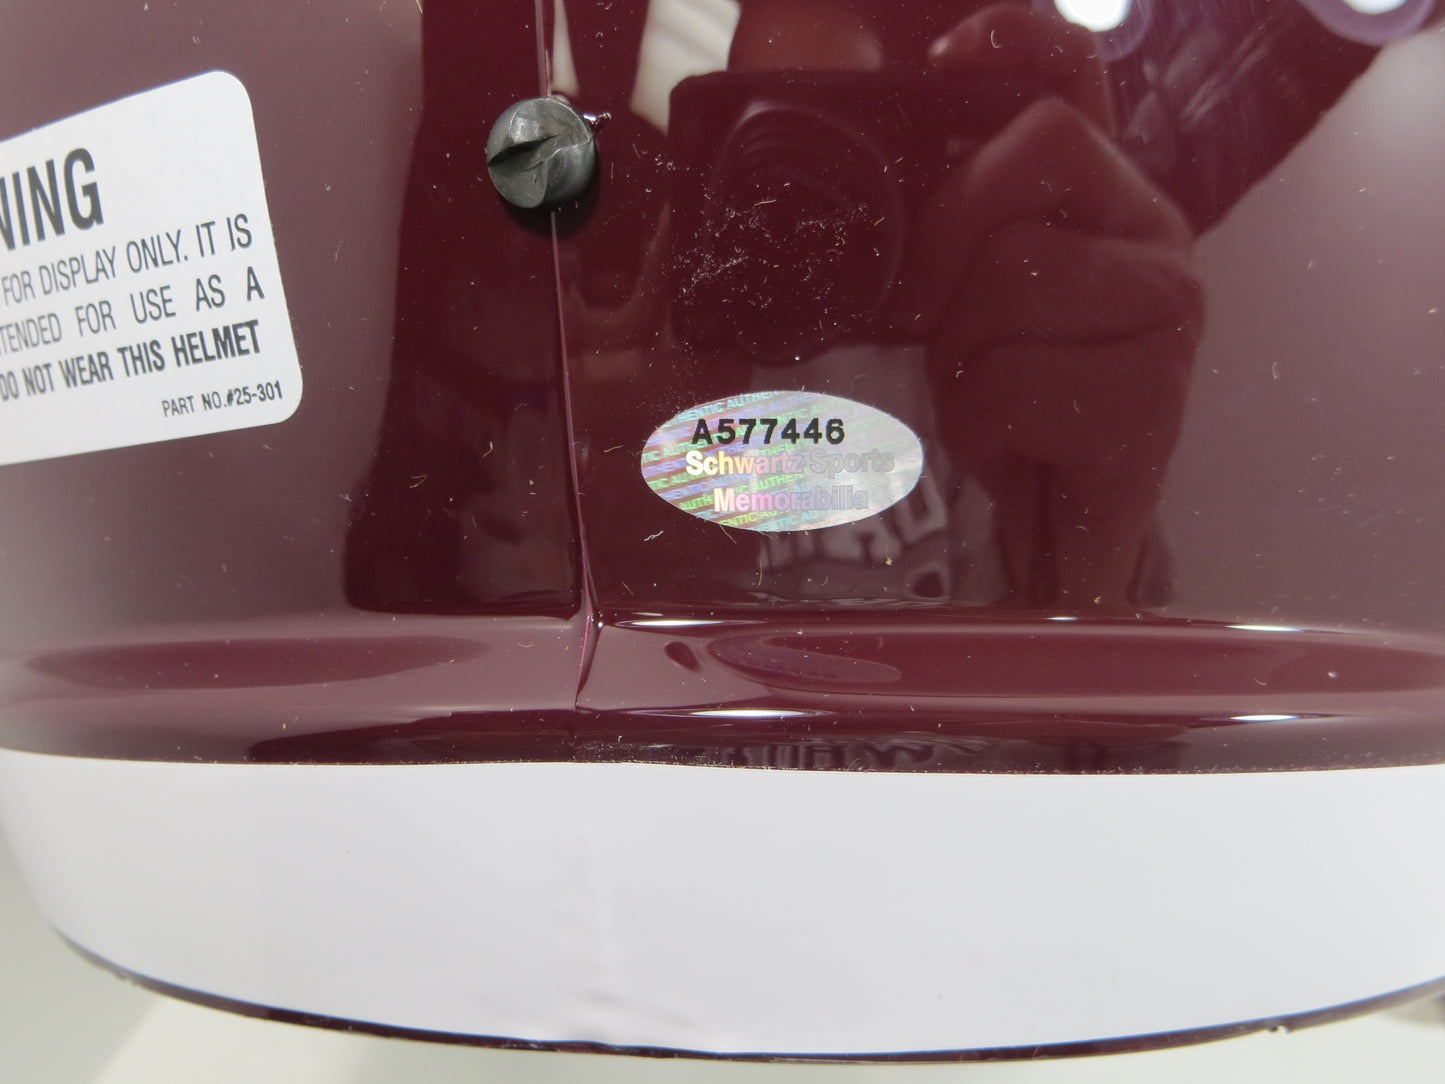 NING
FOR DISPLAY ONLY. IT IS
TENDED FOR USE AS A
DO NOT WEAR THIS HELMET
PART NO.#25-301
A577446
Schwartz Sports
Memorabilia